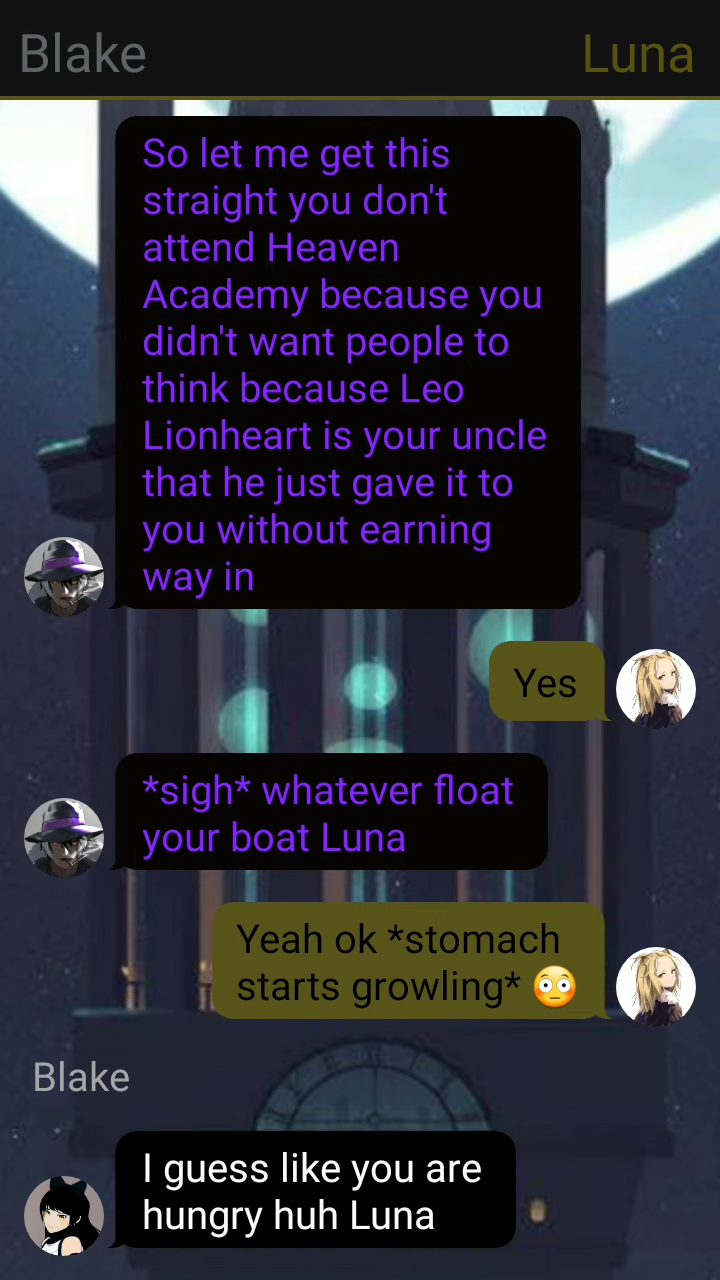 Blake
Luna
So let me get this
straight you don't
attend Heaven
Academy because you
didn't want people to
think because Leo
Lionheart is your uncle
that he just gave it to
you without earning
way in
Yes
*sigh* whatever float
your boat Luna
Yeah ok *stomach
starts growling* 😳
Blake
I guess like you are
hungry huh Luna